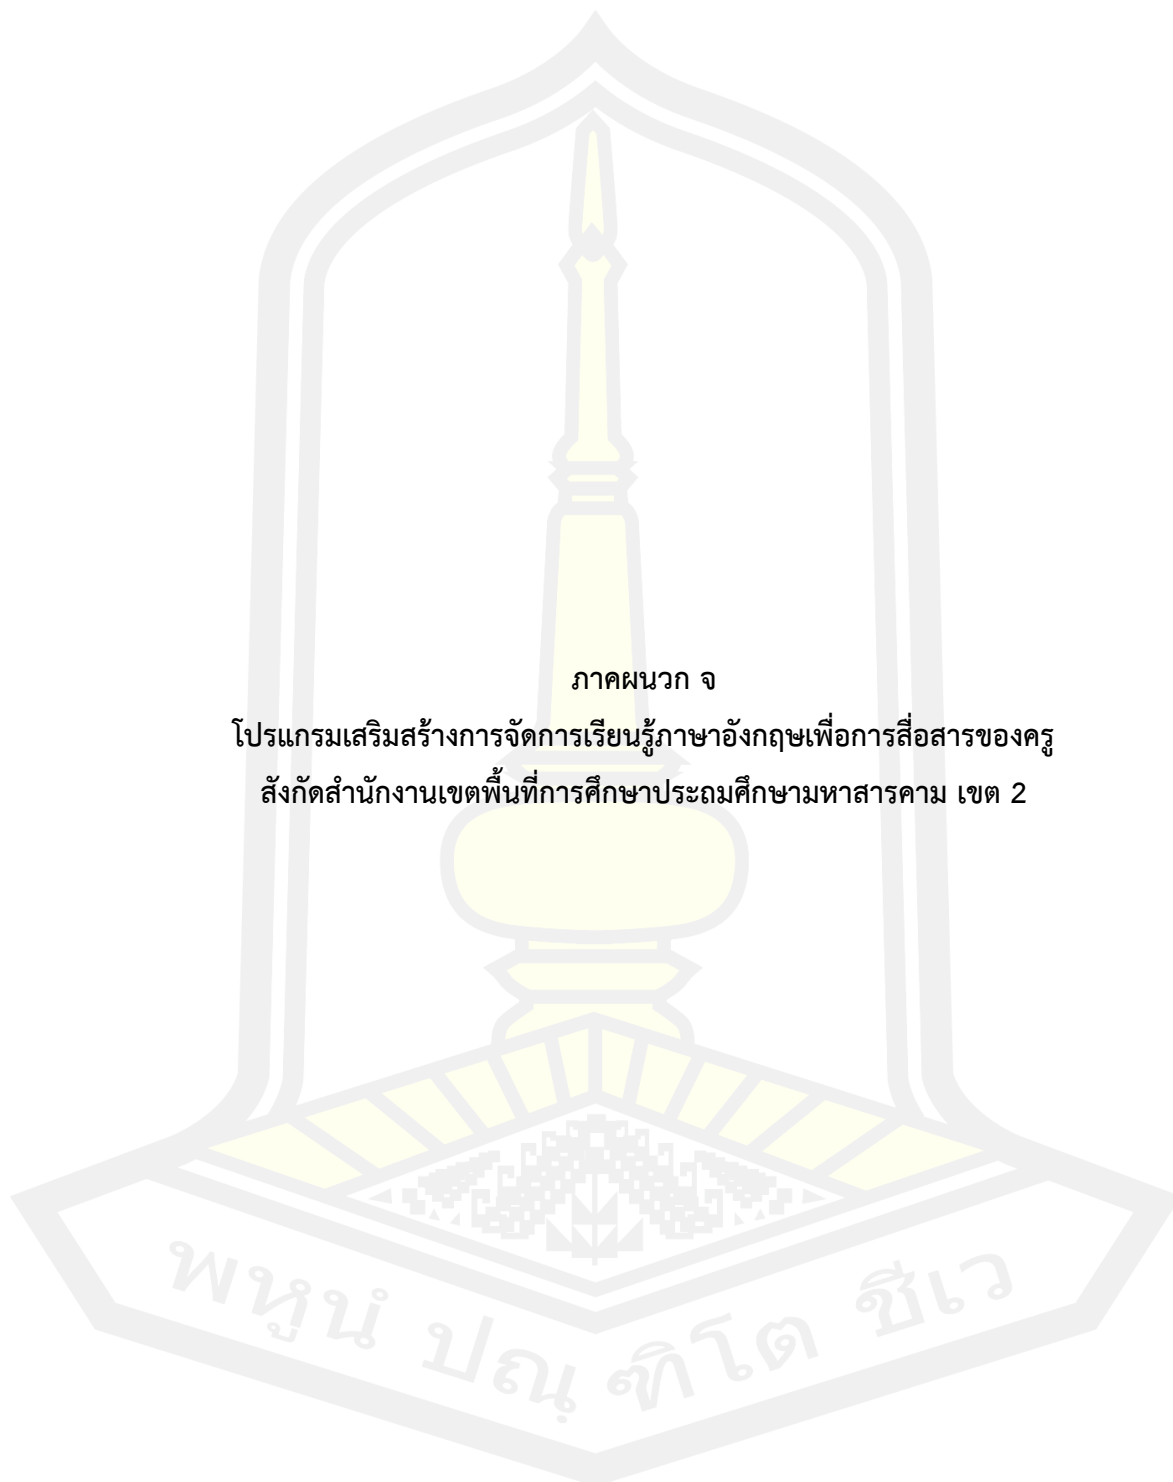 ภาคผนวก จ
โปรแกรมเสริมสร้างการจัดการเรียนรู้ภาษาอังกฤษเพื่อการสื่อสารของครู
สังกัดสำนักงานเขตพื้นที่การศึกษาประถมศึกษามหาสารคาม เขต 2
พหูนํ ปณฺฑิโต ชีเว